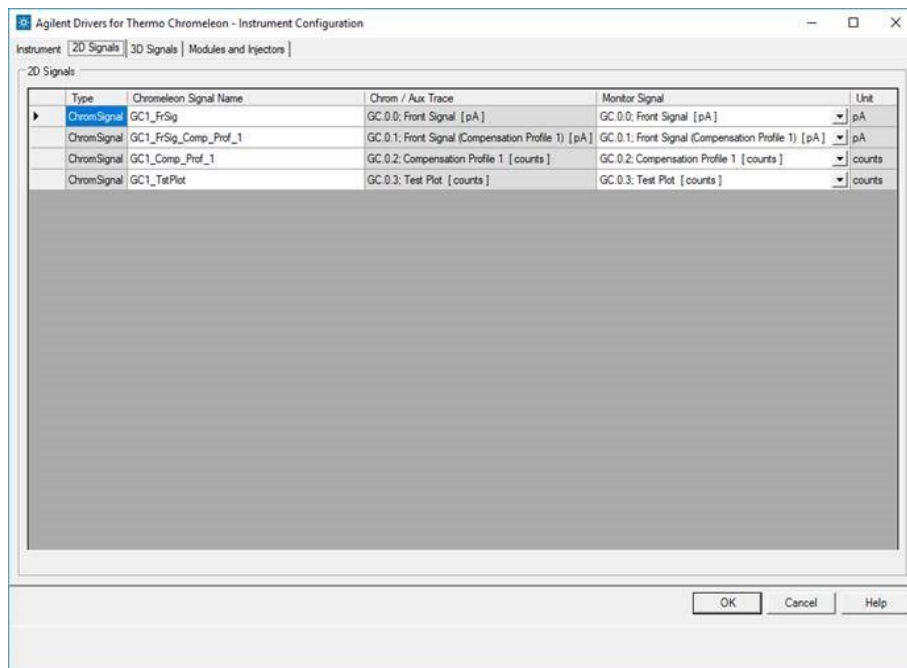 Agilent Drivers for Thermo Chromeleon - Instrument Configuration
Instrument 2D Signals 3D Signals Modules and Injectors
2D Signals
Type Chromeleon Signal Name Chrom / Aux Trace Monitor Signal Unit
ChromSignal GC1_FrSig GC.0.0; Front Signal [ pA ] GC.0.0; Front Signal [ pA ] pA
ChromSignal GC1_FrSig_Comp_Prof_1 GC.0.1; Front Signal (Compensation Profile 1) [ pA ] GC.0.1; Front Signal (Compensation Profile 1) [ pA ] pA
ChromSignal GC1_Comp_Prof_1 GC.0.2; Compensation Profile 1 [ counts ] GC.0.2; Compensation Profile 1 [ counts ] counts
ChromSignal GC1_TstPlot GC.0.3; Test Plot [ counts ] GC.0.3; Test Plot [ counts ] counts
OK Cancel Help